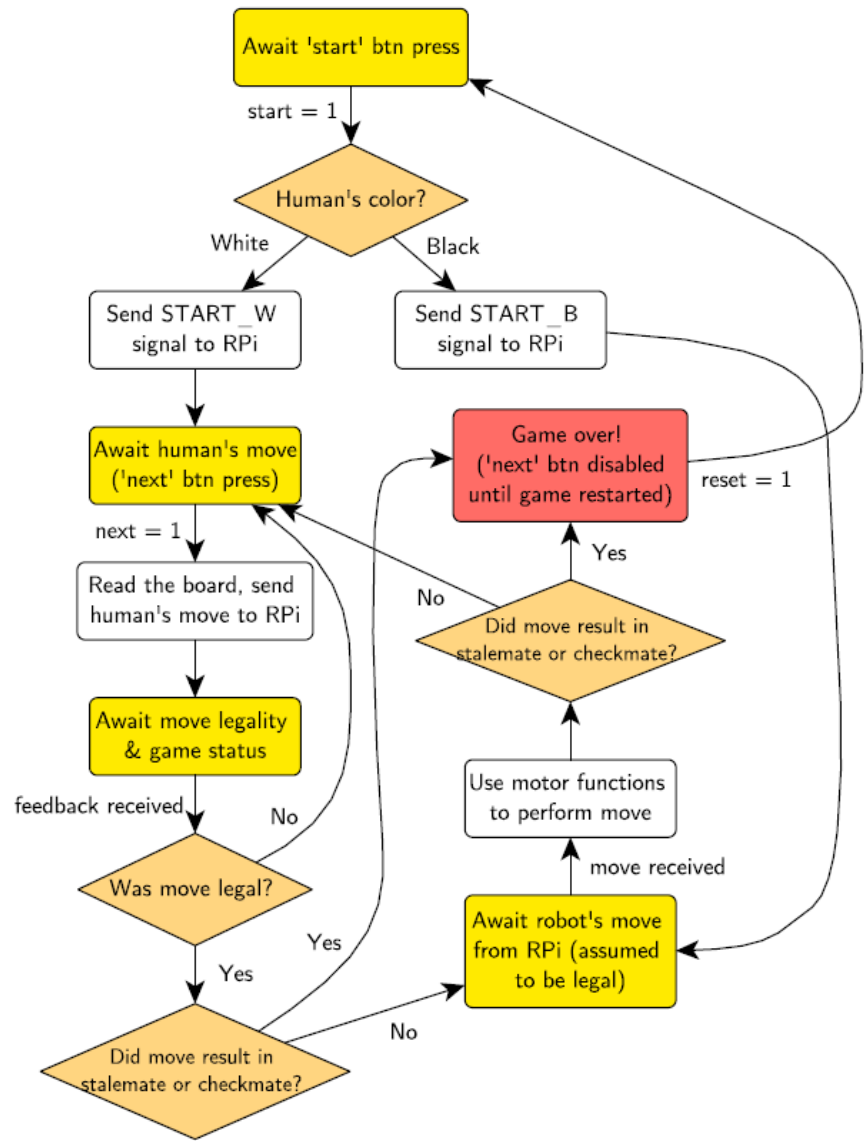 Await 'start' btn press
start = 1
Human's color?
White
Black
Send START_W
signal to RPi
Send START_B
signal to RPi
Await human's move
('next' btn press)
Game over!
('next' btn disabled
until game restarted)
reset = 1
next = 1
Yes
Read the board, send
human's move to RPi
No
Did move result in
stalemate or checkmate?
Await move legality
& game status
Use motor functions
to perform move
feedback received
No
move received
Was move legal?
Await robot's move
from RPi (assumed
to be legal)
Yes
Yes
No
Did move result in
stalemate or checkmate?